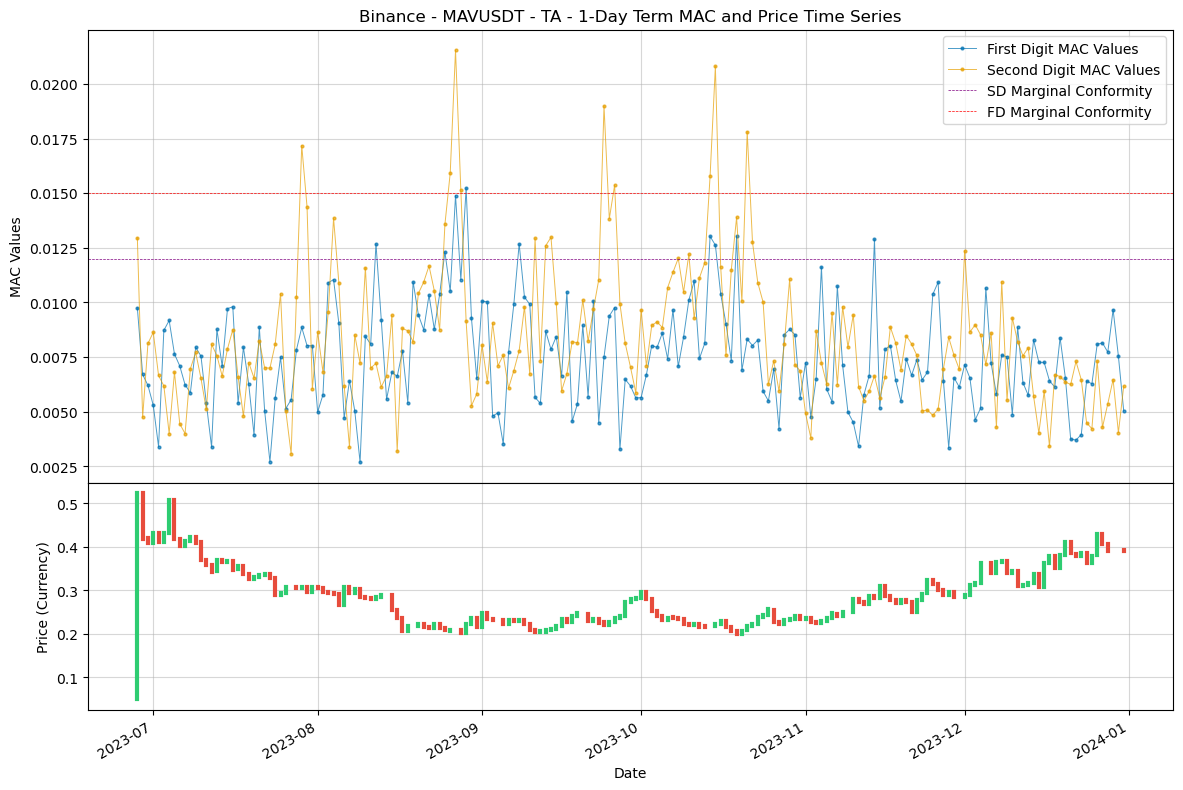 Binance - MAVUSDT - TA - 1-Day Term MAC and Price Time Series
First Digit MAC Values
Second Digit MAC Values
SD Marginal Conformity
FD Marginal Conformity
0.0200
0.0175
0.0150
0.0125
0.0100
0.0075
0.0050
0.0025
MAC Values
0.5
0.4
0.3
0.2
0.1
Price (Currency)
2023-07
2023-08
2023-09
2023-10
2023-11
2023-12
2024-01
Date